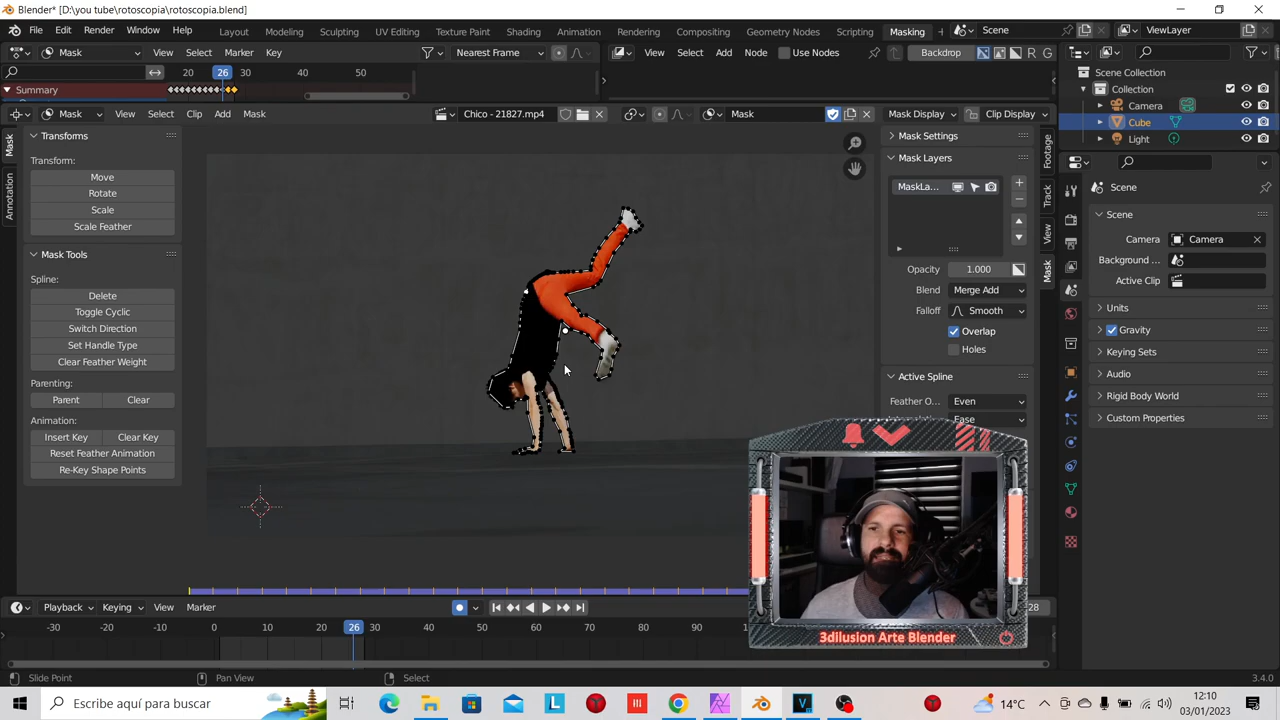 Blender* [D:\you tube\rotoscopia\rotoscopia.blend]
File Edit Render Window Help Layout Modeling Sculpting UV Editing Texture Paint Shading Animation Rendering Compositing Geometry Nodes Scripting Masking + Scene ViewLayer
Mask View Select Marker Key Nearest Frame View Select Add Node Use Nodes Backdrop R G
20 26 30 40 50
Summary
Scene Collection
Collection
Camera
Cube
Light
Mask View Select Clip Add Mask Chico - 21827.mp4 Mask Mask Display Clip Display
Mask
Annotation
Transforms
Transform:
Move
Rotate
Scale
Scale Feather
Mask Tools
Spline:
Delete
Toggle Cyclic
Switch Direction
Set Handle Type
Clear Feather Weight
Parenting:
Parent Clear
Animation:
Insert Key Clear Key
Reset Feather Animation
Re-Key Shape Points
Mask Settings
Mask Layers
MaskLa...
Opacity 1.000
Blend Merge Add
Falloff Smooth
Overlap
Holes
Active Spline
Feather O... Even
Ease
Footage
Track
View
Mask
Scene
Scene
Camera Camera
Background ...
Active Clip
Units
Gravity
Keying Sets
Audio
Rigid Body World
Custom Properties
3dilusion Arte Blender
Playback Keying View Marker 28
-30 -20 -10 0 10 20 26 30 40 50 60 70 80 90
Slide Point Pan View Select 3.4.0
Escribe aquí para buscar 14°C 12:10
03/01/2023